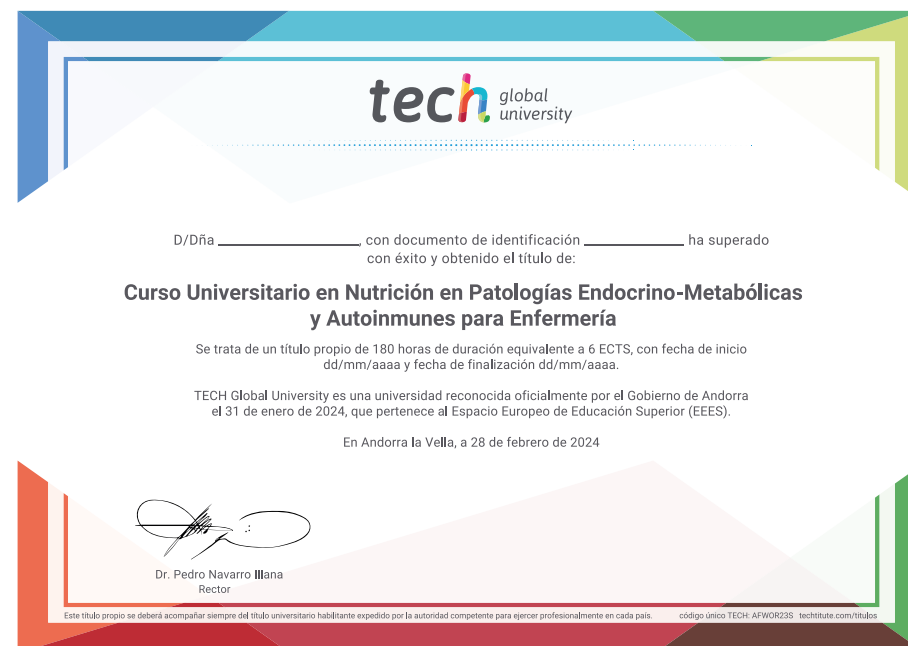 tech global university
D/Dña ____________________, con documento de identificación ______________ ha superado
con éxito y obtenido el título de:
Curso Universitario en Nutrición en Patologías Endocrino-Metabólicas
y Autoinmunes para Enfermería
Se trata de un título propio de 180 horas de duración equivalente a 6 ECTS, con fecha de inicio
dd/mm/aaaa y fecha de finalización dd/mm/aaaa.
TECH Global University es una universidad reconocida oficialmente por el Gobierno de Andorra
el 31 de enero de 2024, que pertenece al Espacio Europeo de Educación Superior (EEES).
En Andorra la Vella, a 28 de febrero de 2024
Dr. Pedro Navarro Illana
Rector
Este título propio se deberá acompañar siempre del título universitario habilitante expedido por la autoridad competente para ejercer profesionalmente en cada país. código único TECH: AFWOR23S techtitute.com/títulos